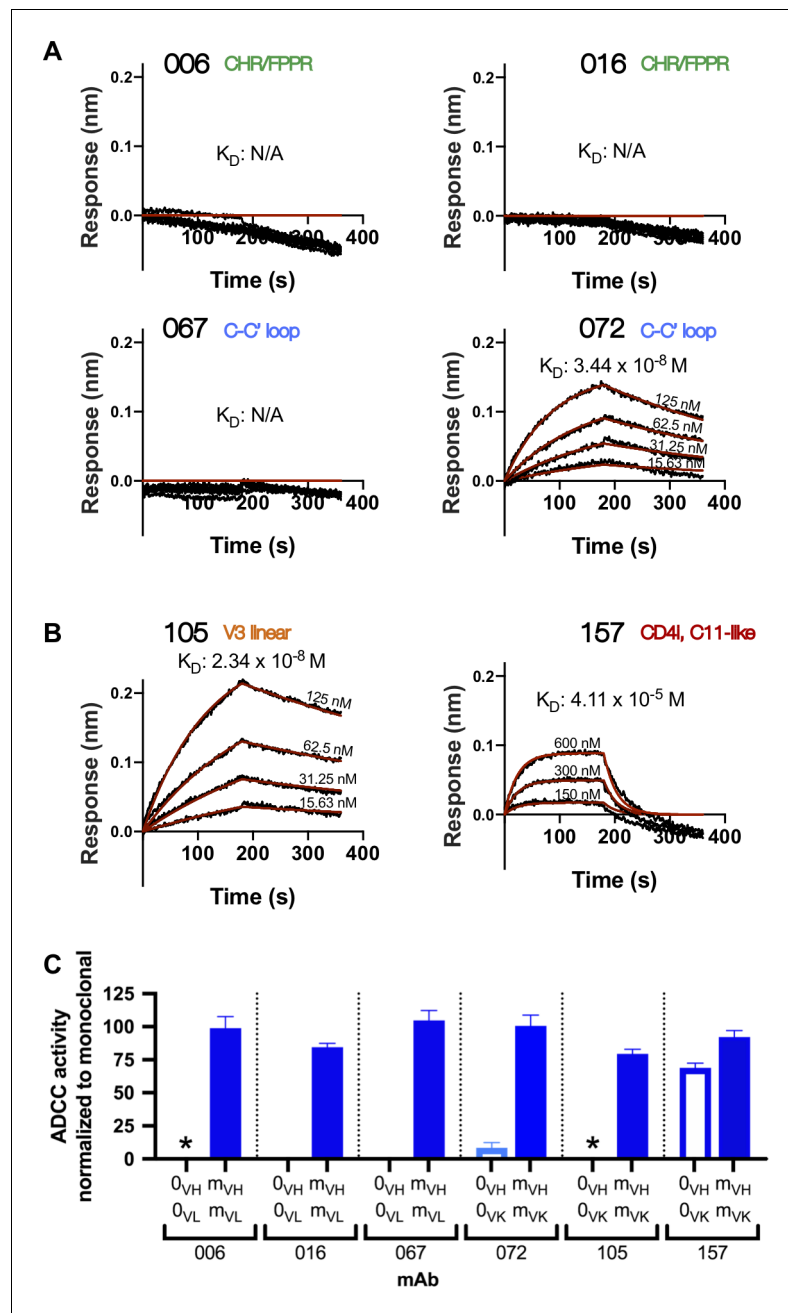 A
006 CHR/FPPR
016 CHR/FPPR
Response (nm)
0.2
0.1
0.0
K_D: N/A
100 200 300 400
Time (s)
Response (nm)
0.2
0.1
0.0
K_D: N/A
100 200 300 400
Time (s)
067 C-C' loop
072 C-C' loop
Response (nm)
0.2
0.1
0.0
K_D: N/A
100 200 300 400
Time (s)
Response (nm)
0.2
0.1
0.0
K_D: 3.44 x 10^-8 M
125 nM
62.5 nM
31.25 nM
15.63 nM
100 200 300 400
Time (s)
B
105 V3 linear
157 CD4i, C11-like
K_D: 2.34 x 10^-8 M
Response (nm)
0.2
0.1
0.0
125 nM
62.5 nM
31.25 nM
15.63 nM
100 200 300 400
Time (s)
K_D: 4.11 x 10^-5 M
Response (nm)
0.2
0.1
0.0
600 nM
300 nM
150 nM
100 200 300 400
Time (s)
C
ADCC activity
normalized to monoclonal
125
100
75
50
25
0
* *
0VH mVH 0VH mVH 0VH mVH 0VH mVH 0VH mVH 0VH mVH
0VL mVL 0VL mVL 0VL mVL 0VK mVK 0VK mVK 0VK mVK
006 016 067 072 105 157
mAb